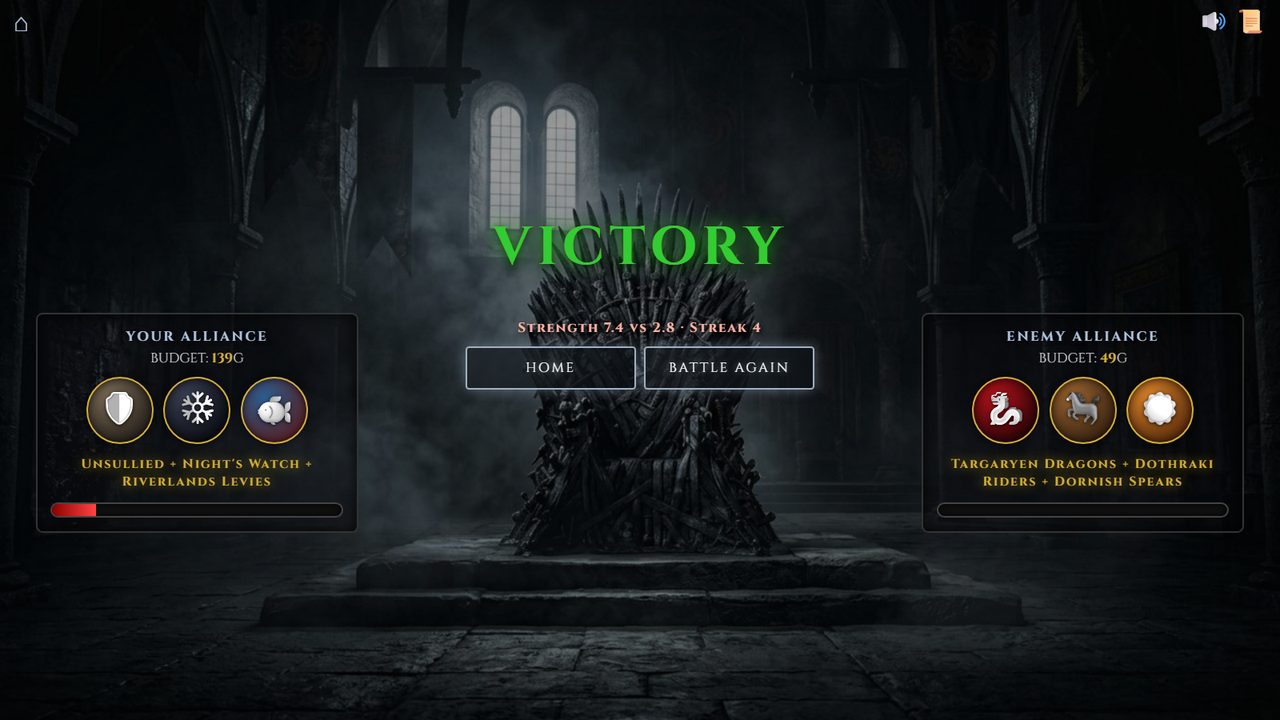 VICTORY
STRENGTH 7.4 VS 2.8 · STREAK 4
HOME
BATTLE AGAIN
YOUR ALLIANCE
BUDGET: 139G
UNSULLIED + NIGHT'S WATCH +
RIVERLANDS LEVIES
ENEMY ALLIANCE
BUDGET: 49G
TARGARYEN DRAGONS + DOTHRAKI
RIDERS + DORNISH SPEARS